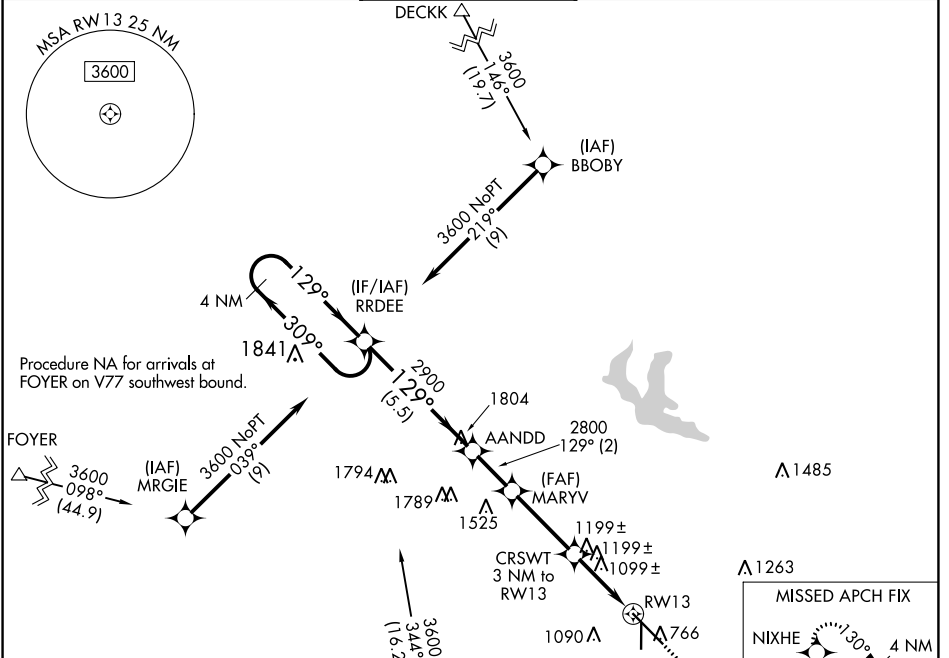 MSA RW13 25 NM
3600
DECKK
3600
146°
(19.7)
(IAF)
BBOBY
3600 NoPT
219°
(9)
4 NM
129°
309°
(IF/IAF)
RRDEE
1841
Procedure NA for arrivals at
FOYER on V77 southwest bound.
2900
129°
(5.5)
1804
AANDD
2800
129° (2)
FOYER
3600
098°
(44.9)
(IAF)
MRGIE
3600 NoPT
039°
(9)
1794
1789
1525
(FAF)
MARYV
1485
1199±
1199±
1099±
CRSWT
3 NM to
RW13
1263
RW13
1090
766
3600
344°
(16.2
MISSED APCH FIX
NIXHE
130°
4 NM